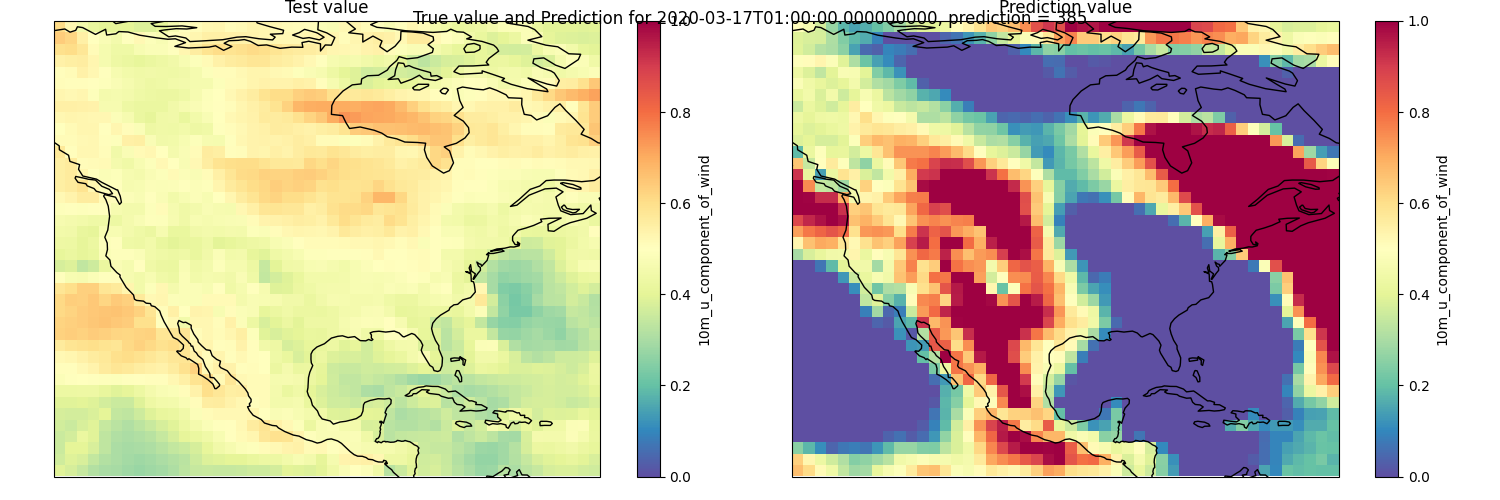 Test value
True value and Prediction for 2020-03-17T01:00:00.000000000, prediction = 385
Prediction value
1.0
0.8
0.6
0.4
0.2
0.0
10m_u_component_of_wind
1.0
0.8
0.6
0.4
0.2
0.0
10m_u_component_of_wind